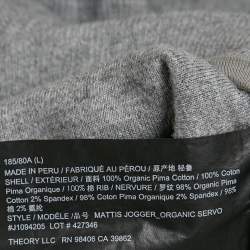 185/80A (L)
MADE IN PERU / FABRIQUÉ AU PÉROU / 原产地 秘鲁
SHELL / EXTÉRIEUR / 面料 100% Organic Pima Cotton / 100% Coton
Pima Organique / 100% 棉 RIB / NERVURE / 罗纹 98% Organic Pima
Cotton 2% Spandex / 98% Coton Pima Organique 2% Spandex / 98%
棉 2% 氨纶
STYLE / MODÈLE / 品号 MATTIS JOGGER_ORGANIC SERVO
#J1094205 LOT #427346
THEORY LLC RN 98406 CA 39862